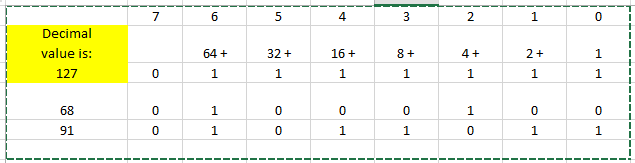 7 6 5 4 3 2 1 0
Decimal
value is: 64 + 32 + 16 + 8 + 4 + 2 + 1
127 0 1 1 1 1 1 1 1
68 0 1 0 0 0 1 0 0
91 0 1 0 1 1 0 1 1